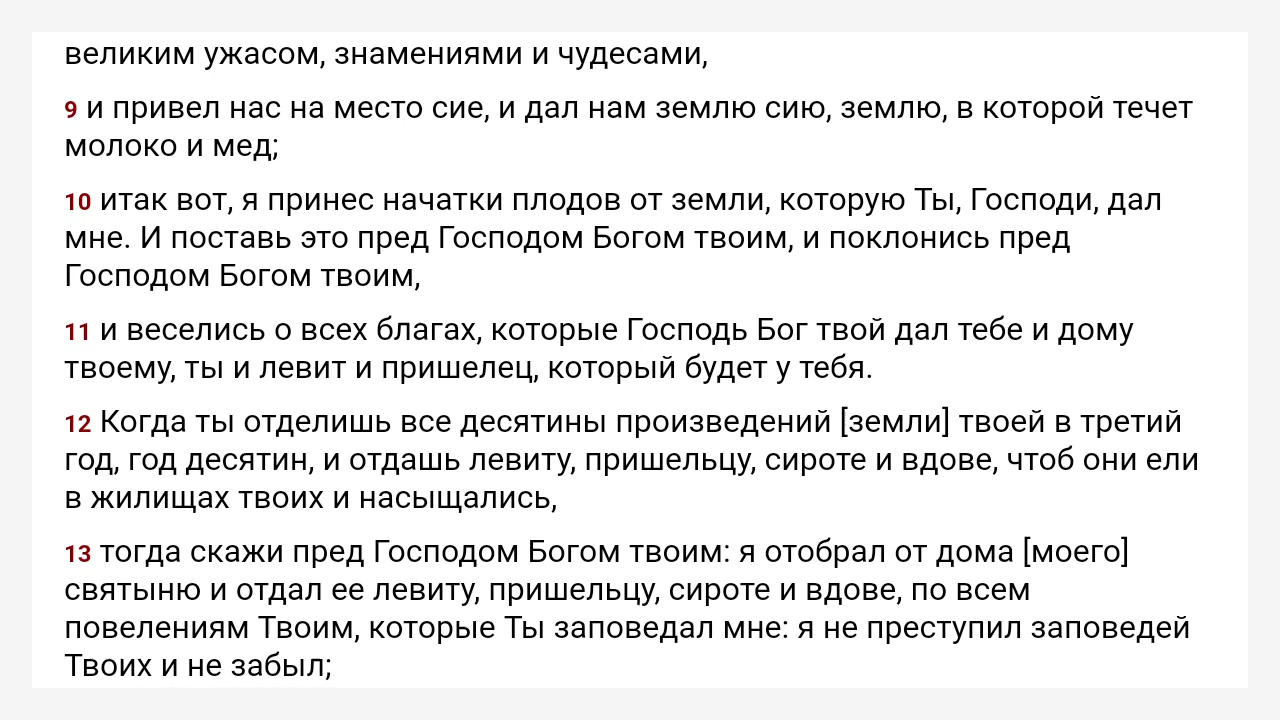 великим ужасом, знамениями и чудесами,
9 и привел нас на место сие, и дал нам землю сию, землю, в которой течет
молоко и мед;
10 итак вот, я принес начатки плодов от земли, которую Ты, Господи, дал
мне. И поставь это пред Господом Богом твоим, и поклонись пред
Господом Богом твоим,
11 и веселись о всех благах, которые Господь Бог твой дал тебе и дому
твоему, ты и левит и пришелец, который будет у тебя.
12 Когда ты отделишь все десятины произведений [земли] твоей в третий
год, год десятин, и отдашь левиту, пришельцу, сироте и вдове, чтоб они ели
в жилищах твоих и насыщались,
13 тогда скажи пред Господом Богом твоим: я отобрал от дома [моего]
святыню и отдал ее левиту, пришельцу, сироте и вдове, по всем
повелениям Твоим, которые Ты заповедал мне: я не преступил заповедей
Твоих и не забыл;